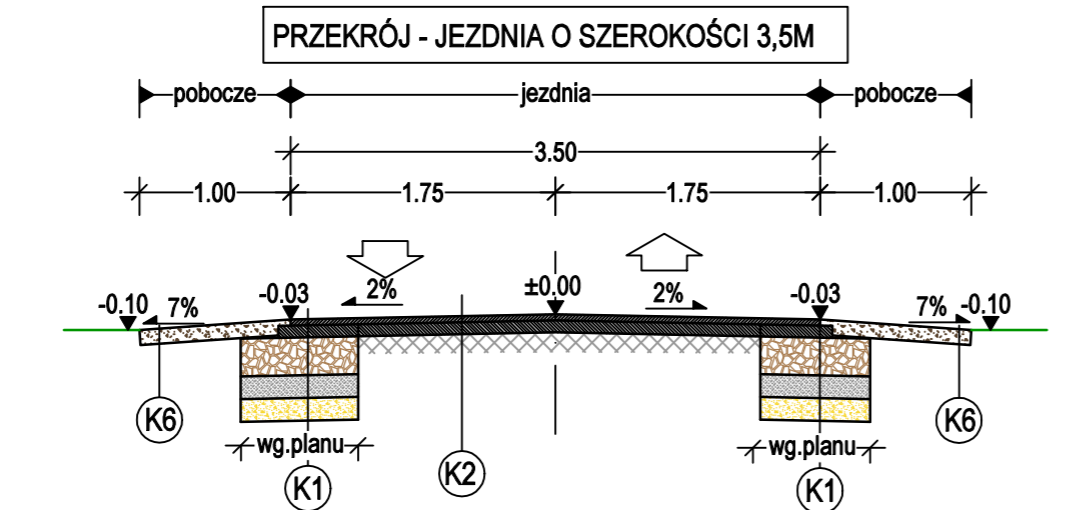 PRZEKRÓJ - JEZDNIA O SZEROKOŚCI 3,5M
pobocze jezdnia pobocze
3.50
1.00 1.75 1.75 1.00
-0.10 7% -0.03 2% ±0.00 2% -0.03 7% -0.10
K6 K6
wg.planu wg.planu
K1 K2 K1